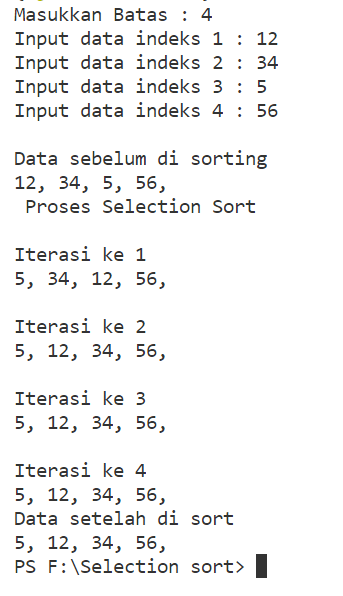 Masukkan Batas : 4
Input data indeks 1 : 12
Input data indeks 2 : 34
Input data indeks 3 : 5
Input data indeks 4 : 56
Data sebelum di sorting
12, 34, 5, 56,
Proses Selection Sort
Iterasi ke 1
5, 34, 12, 56,
Iterasi ke 2
5, 12, 34, 56,
Iterasi ke 3
5, 12, 34, 56,
Iterasi ke 4
5, 12, 34, 56,
Data setelah di sort
5, 12, 34, 56,
PS F:\Selection sort>